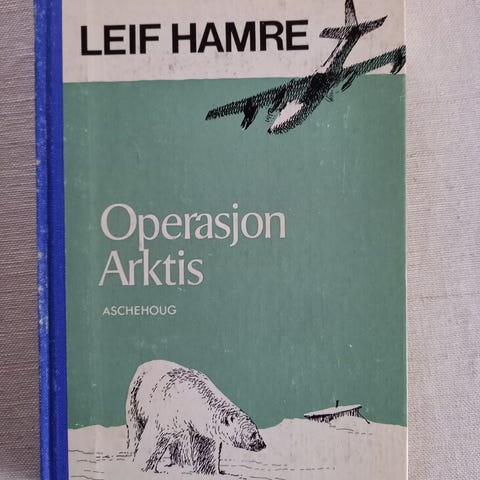 LEIF HAMRE
Operasjon
Arktis
ASCHEHOUG